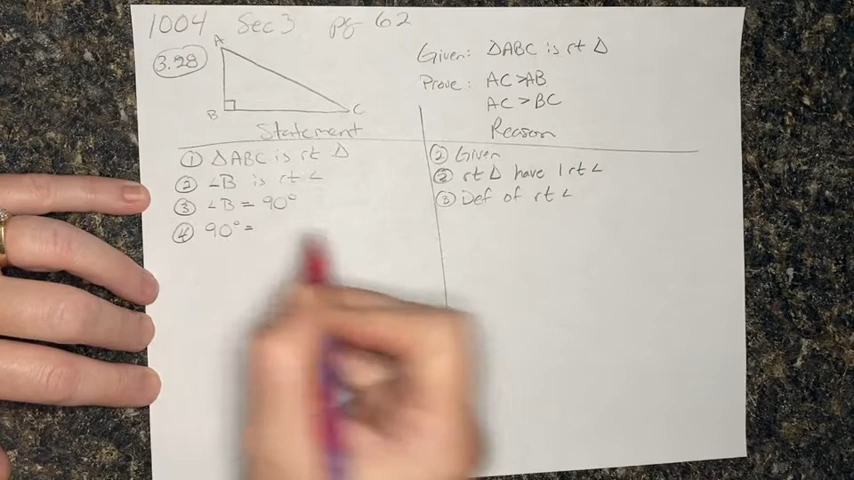 1004 Sec 3 pg 62
3.28
A
B
C
Given: △ABC is rt △
Prove: AC>AB
AC > BC
Statement Reason
① △ABC is rt △ ② Given
② ∠B is rt ∠ ② rt △ have 1 rt ∠
③ ∠B = 90° ③ Def of rt ∠
④ 90° =